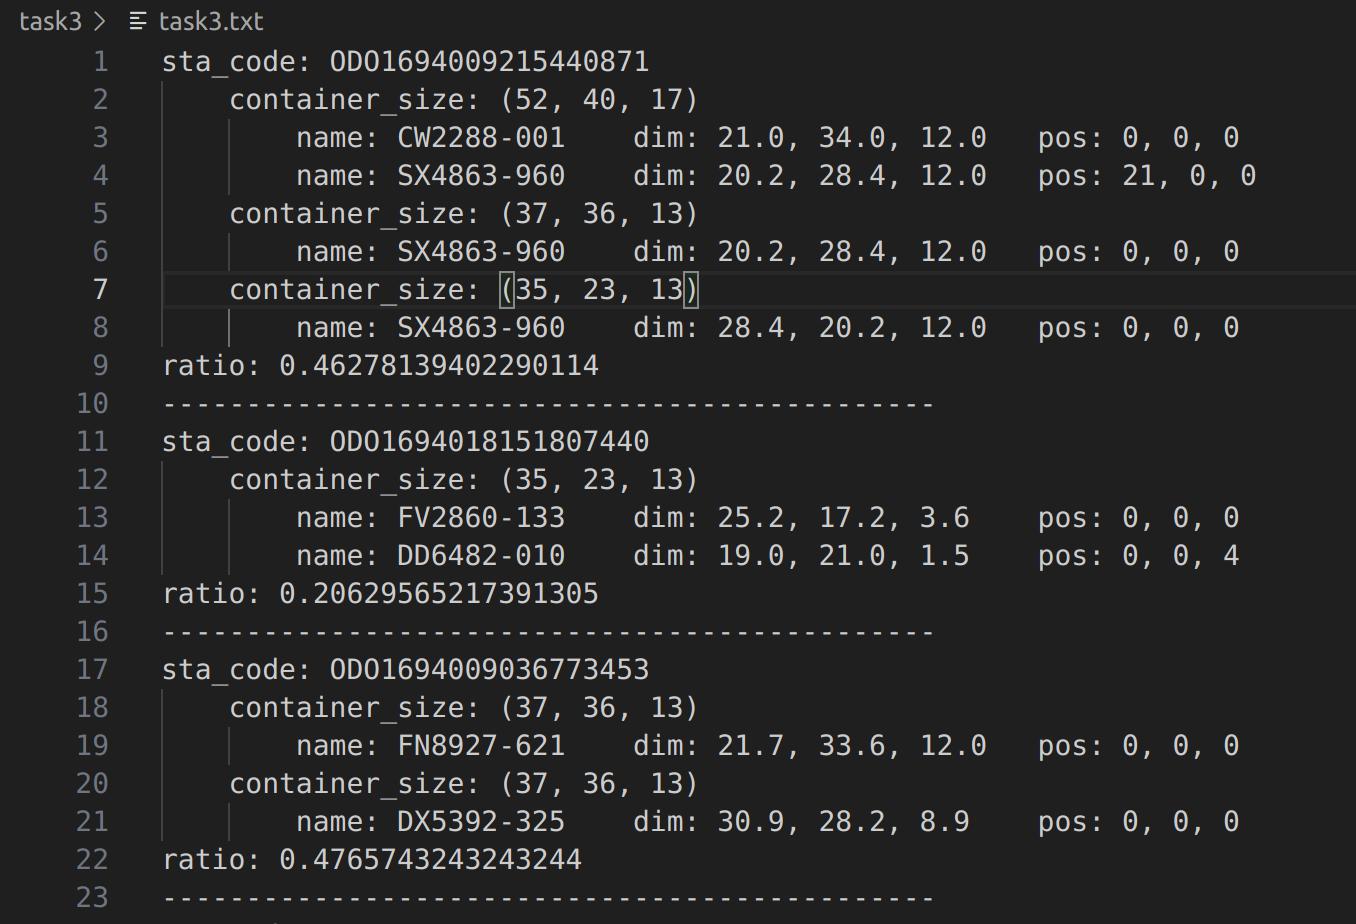 task3 > task3.txt
1 sta_code: ODO1694009215440871
2 container_size: (52, 40, 17)
3 name: CW2288-001 dim: 21.0, 34.0, 12.0 pos: 0, 0, 0
4 name: SX4863-960 dim: 20.2, 28.4, 12.0 pos: 21, 0, 0
5 container_size: (37, 36, 13)
6 name: SX4863-960 dim: 20.2, 28.4, 12.0 pos: 0, 0, 0
7 container_size: (35, 23, 13)
8 name: SX4863-960 dim: 28.4, 20.2, 12.0 pos: 0, 0, 0
9 ratio: 0.46278139402290114
10 ----------------------------------------------
11 sta_code: ODO1694018151807440
12 container_size: (35, 23, 13)
13 name: FV2860-133 dim: 25.2, 17.2, 3.6 pos: 0, 0, 0
14 name: DD6482-010 dim: 19.0, 21.0, 1.5 pos: 0, 0, 4
15 ratio: 0.20629565217391305
16 ----------------------------------------------
17 sta_code: ODO1694009036773453
18 container_size: (37, 36, 13)
19 name: FN8927-621 dim: 21.7, 33.6, 12.0 pos: 0, 0, 0
20 container_size: (37, 36, 13)
21 name: DX5392-325 dim: 30.9, 28.2, 8.9 pos: 0, 0, 0
22 ratio: 0.4765743243243244
23 ----------------------------------------------